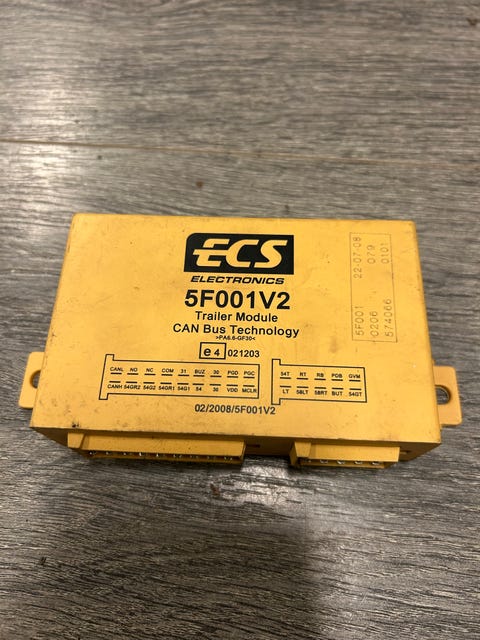 ECS
ELECTRONICS
5F001V2
Trailer Module
CAN Bus Technology
>PA6.6-GF30<
e4 021203
CANL NO NC COM 31 BUZ 30 PGD PGC
CANH 54GR2 54G2 54GR1 54G1 54 30 VDD MCLR
54T RT RB PDB GVM
LT 58LT 58RT BUT 54GT
02/2008/5F001V2
5F001 22-07-08
0206 079
574066 0101